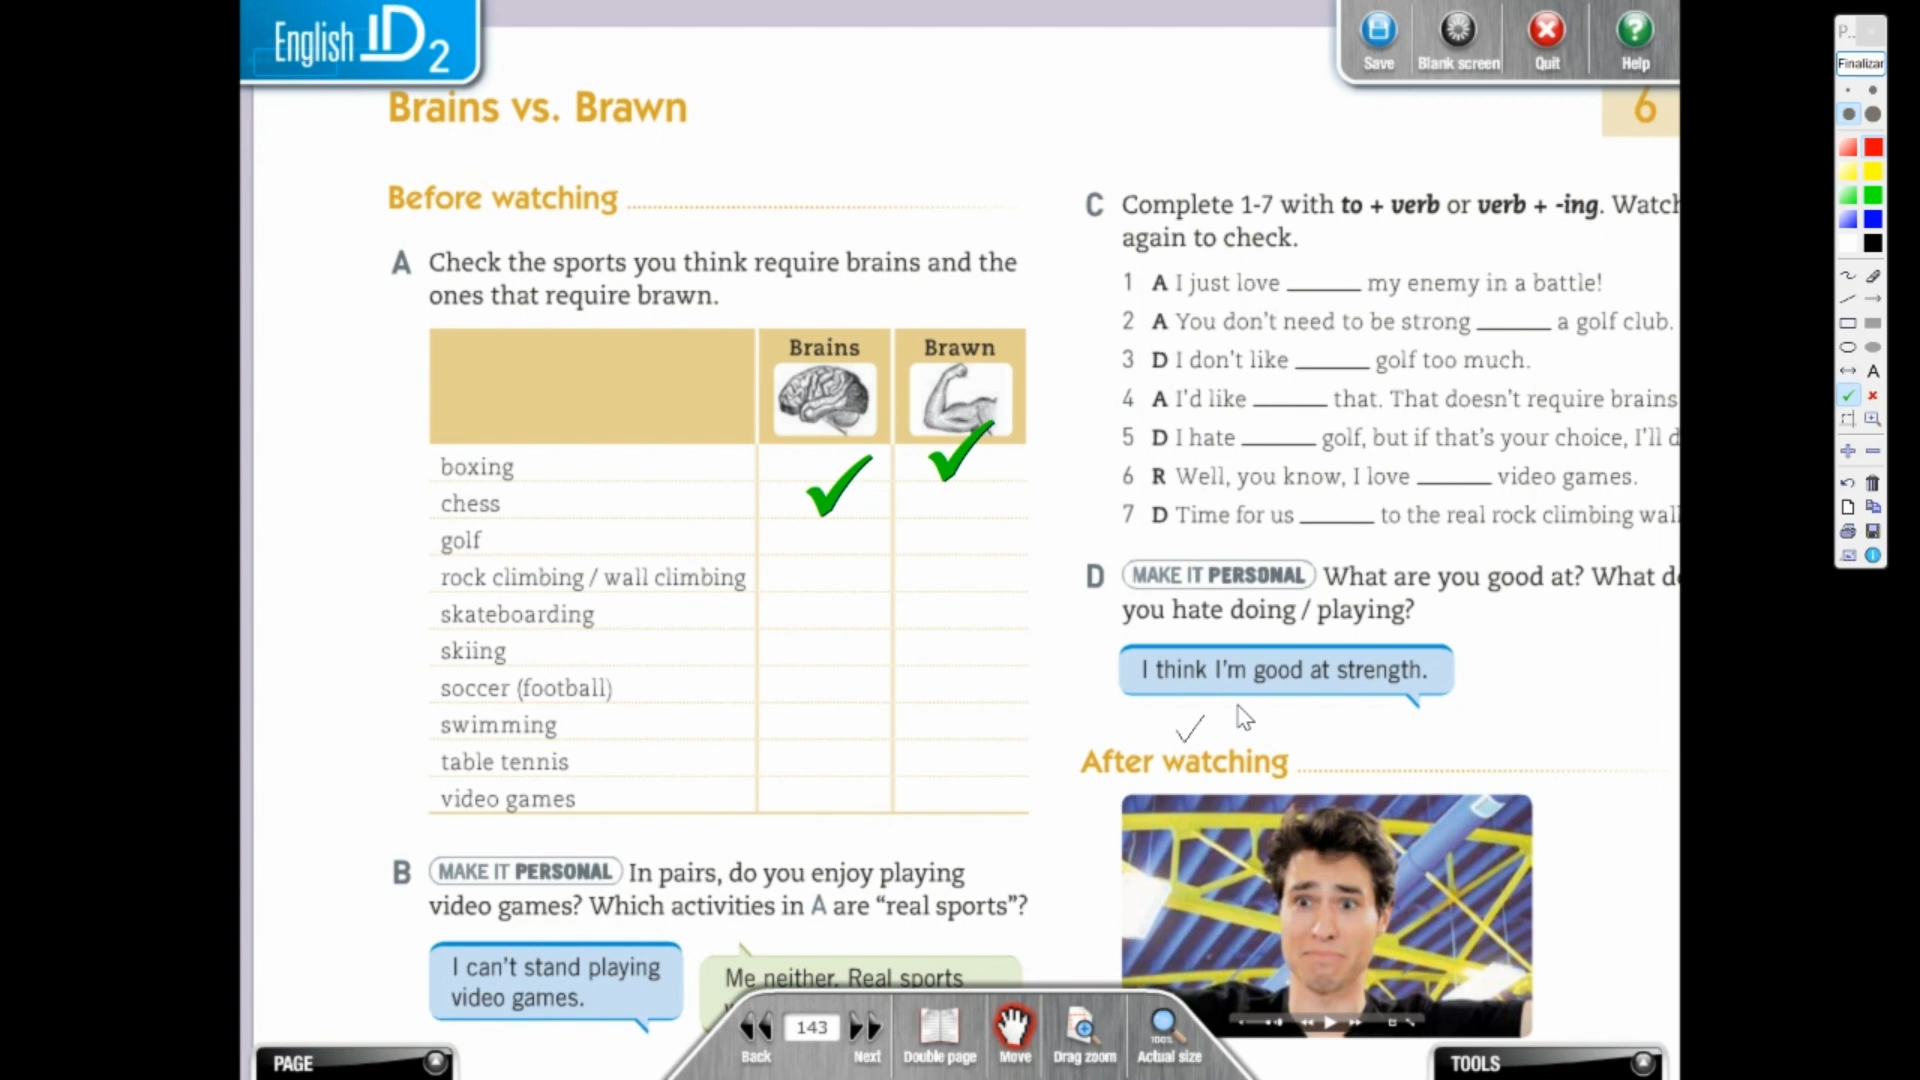 English ID 2
Save
Blank screen
Quit
Help
P...
Finalizar
Brains vs. Brawn
6
Before watching
A Check the sports you think require brains and the
ones that require brawn.
Brains
Brawn
boxing
chess
golf
rock climbing / wall climbing
skateboarding
skiing
soccer (football)
swimming
table tennis
video games
B MAKE IT PERSONAL In pairs, do you enjoy playing
video games? Which activities in A are “real sports”?
I can't stand playing
video games.
Me neither. Real sports
C Complete 1-7 with to + verb or verb + -ing. Watch
again to check.
1 A I just love ______ my enemy in a battle!
2 A You don't need to be strong ______ a golf club.
3 D I don't like ______ golf too much.
4 A I'd like ______ that. That doesn't require brains
5 D I hate ______ golf, but if that's your choice, I'll d
6 R Well, you know, I love ______ video games.
7 D Time for us ______ to the real rock climbing wall
D MAKE IT PERSONAL What are you good at? What do
you hate doing / playing?
I think I'm good at strength.
After watching
A
PAGE
Back
143
Next
Double page
Move
Drag zoom
100%
Actual size
TOOLS